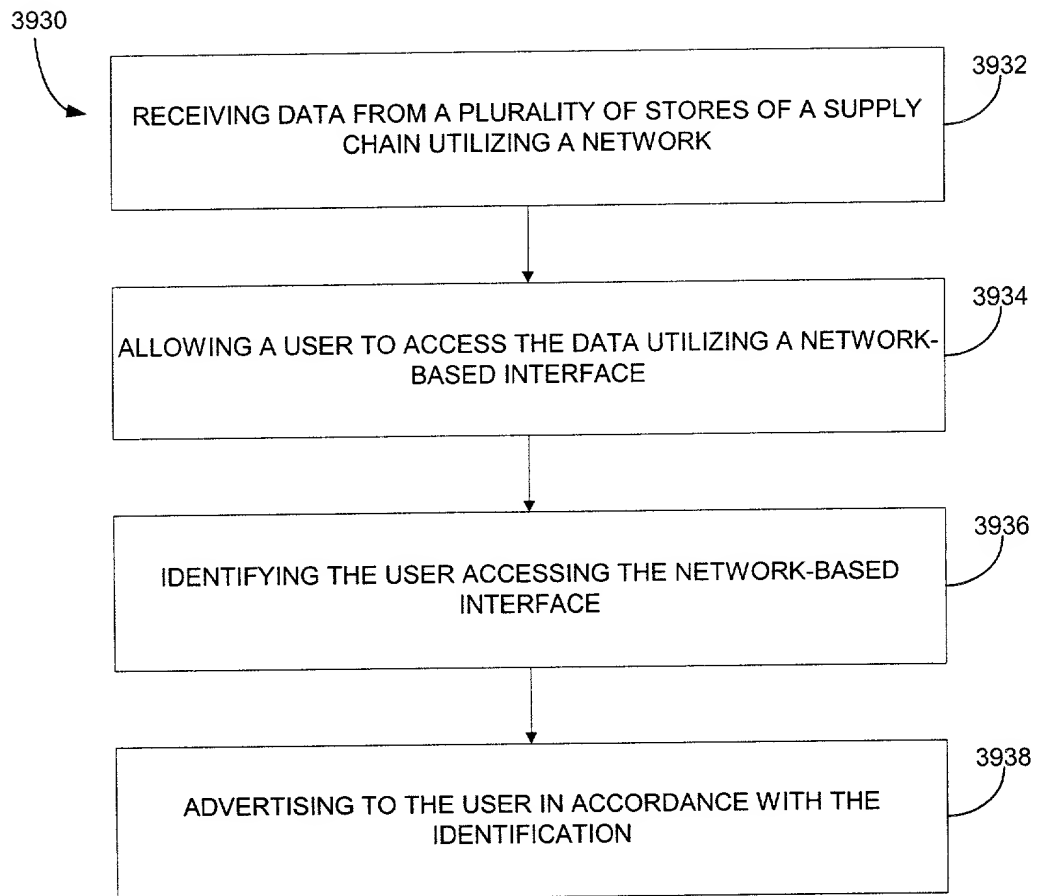 3930
3932
RECEIVING DATA FROM A PLURALITY OF STORES OF A SUPPLY
CHAIN UTILIZING A NETWORK
3934
ALLOWING A USER TO ACCESS THE DATA UTILIZING A NETWORK-
BASED INTERFACE
3936
IDENTIFYING THE USER ACCESSING THE NETWORK-BASED
INTERFACE
3938
ADVERTISING TO THE USER IN ACCORDANCE WITH THE
IDENTIFICATION